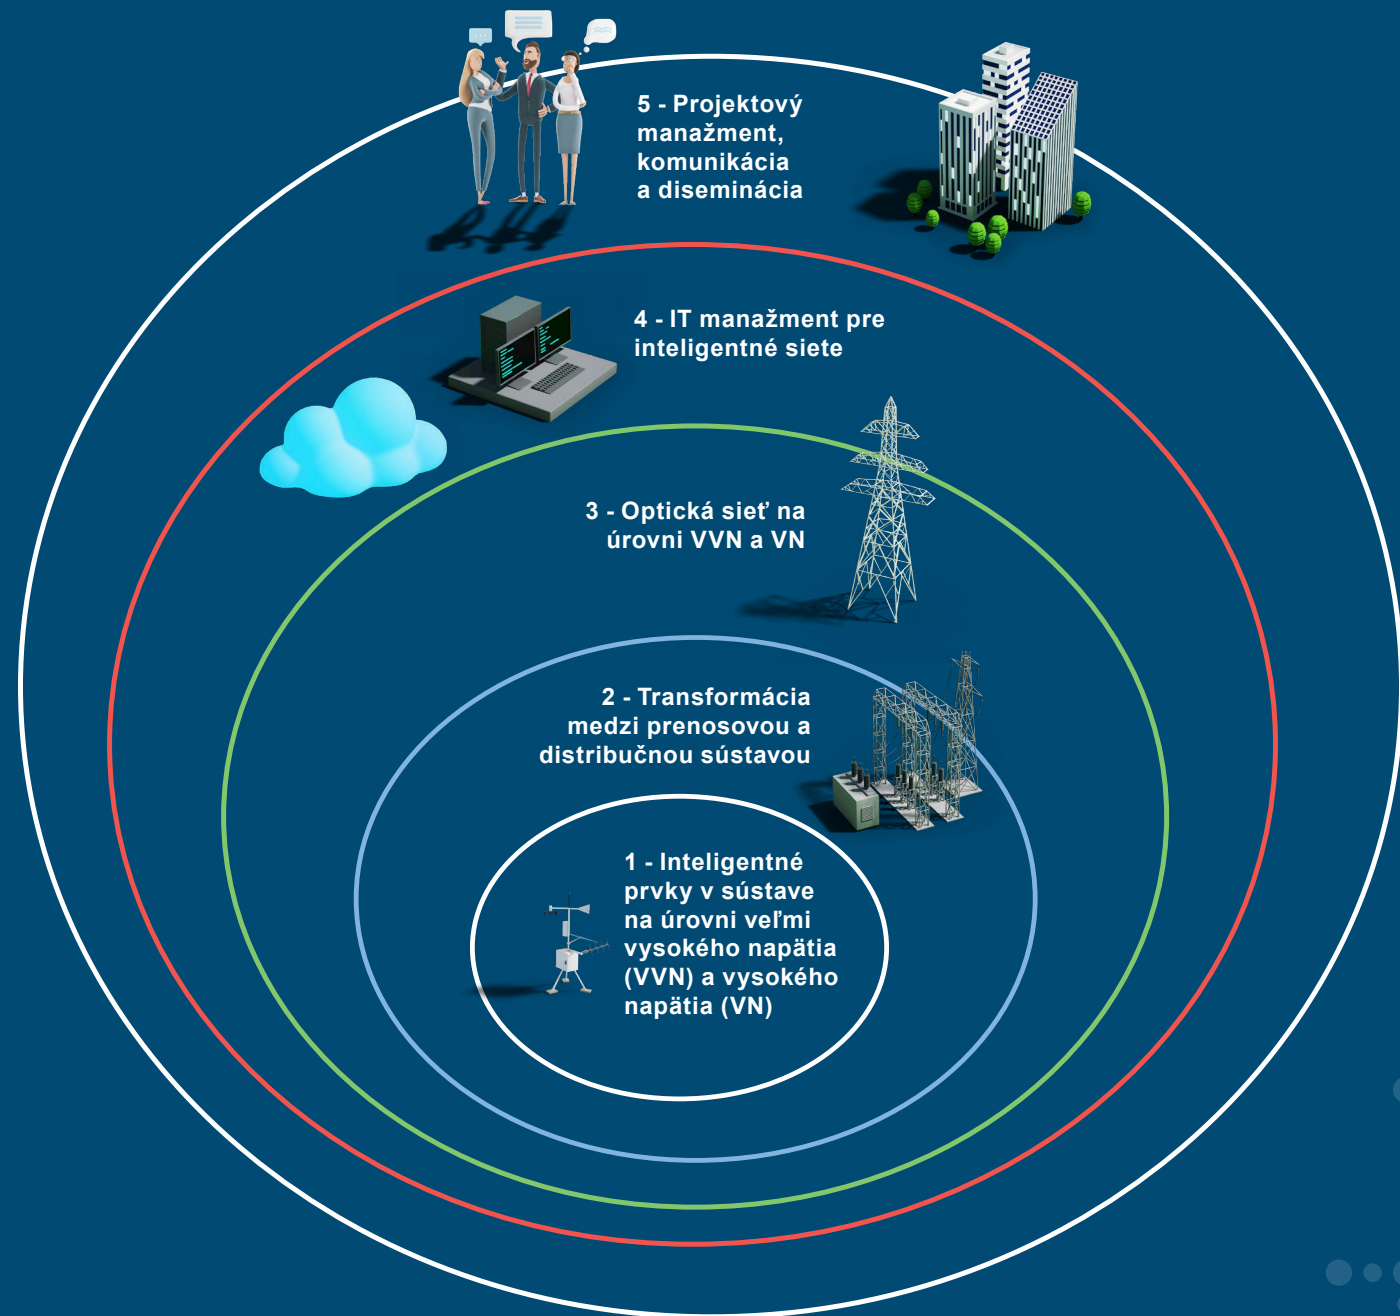 5 - Projektový
manažment,
komunikácia
a diseminácia
4 - IT manažment pre
inteligentné siete
3 - Optická sieť na
úrovni VVN a VN
2 - Transformácia
medzi prenosovou a
distribučnou sústavou
1 - Inteligentné
prvky v sústave
na úrovni veľmi
vysokého napätia
(VVN) a vysokého
napätia (VN)